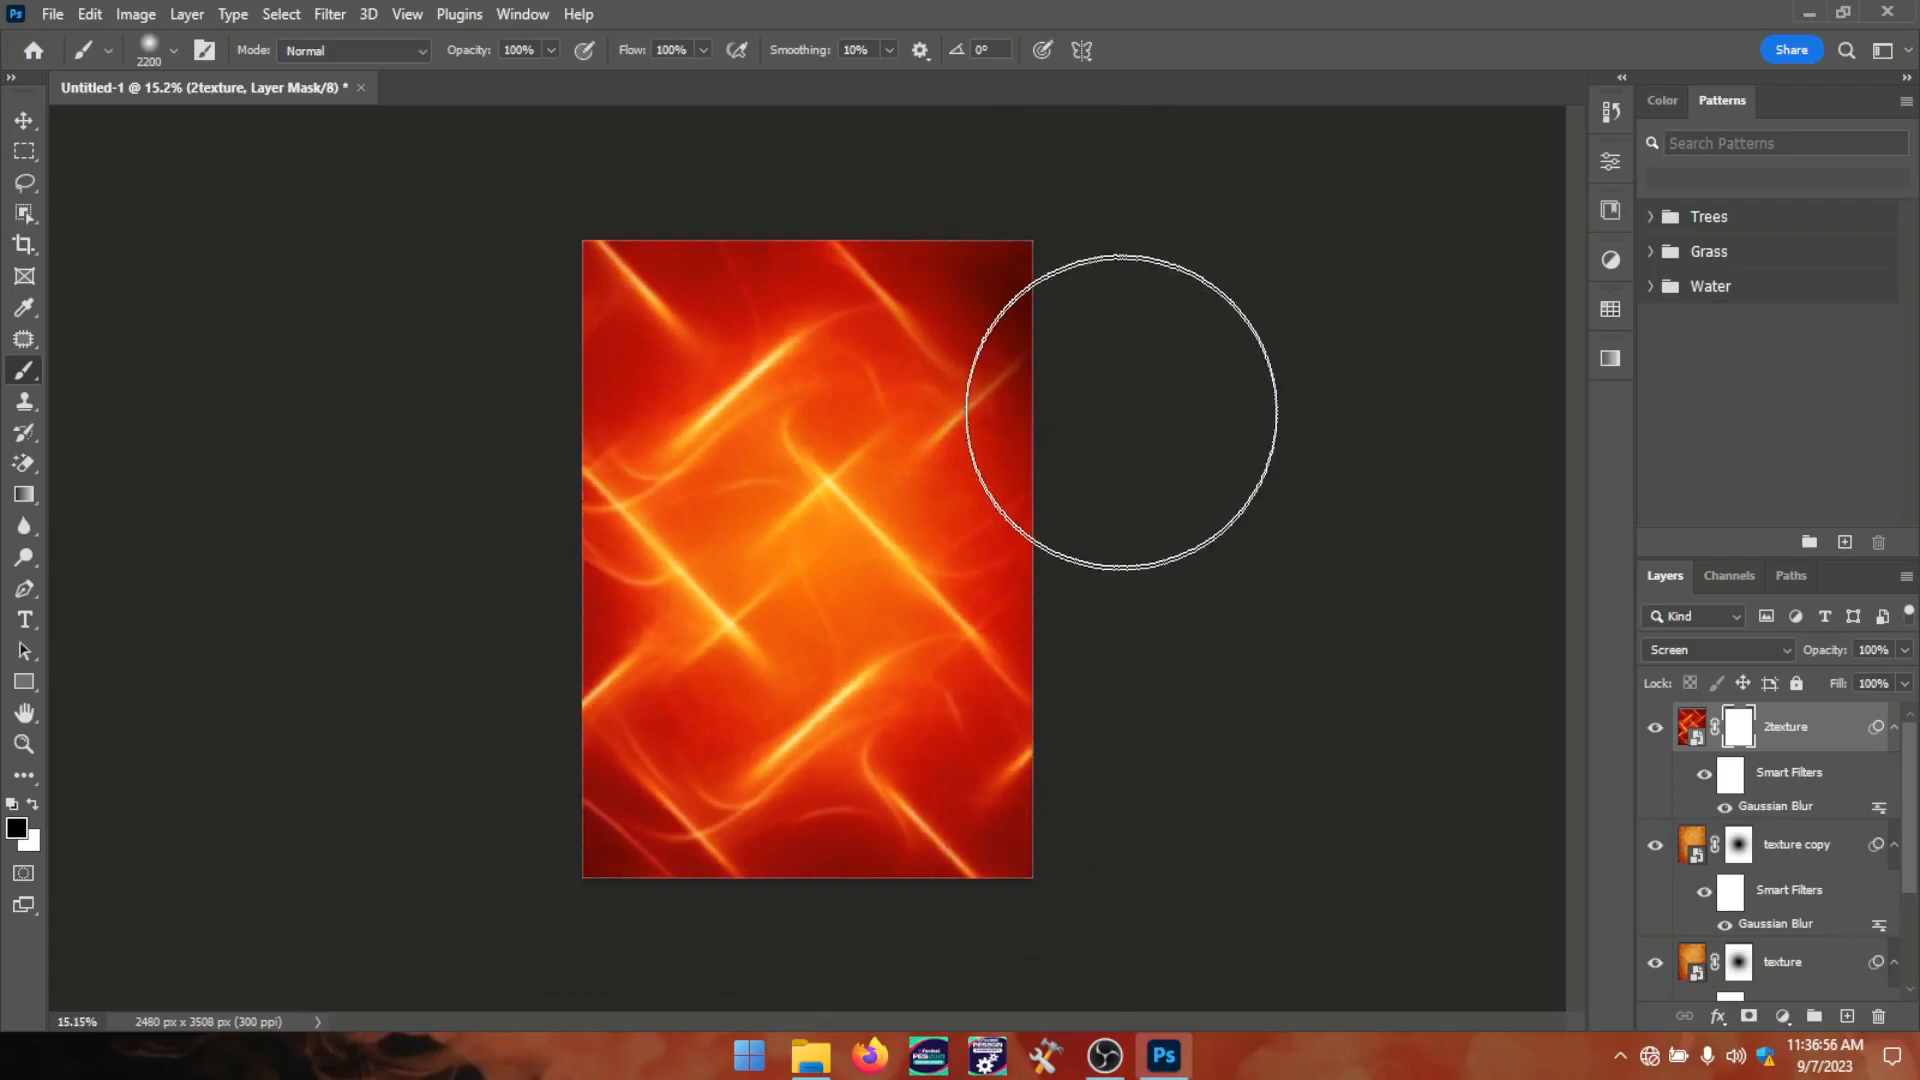 Ps File Edit Image Layer Type Select Filter 3D View Plugins Window Help
2200 Mode: Normal Opacity: 100% Flow: 100% Smoothing: 10% 0° Share
Untitled-1 @ 15.2% (2texture, Layer Mask/8) * ×
Color Patterns
Search Patterns
Trees
Grass
Water
Layers Channels Paths
Kind
Screen Opacity: 100%
Lock: Fill: 100%
2texture
Smart Filters
Gaussian Blur
texture copy
Smart Filters
Gaussian Blur
texture
fx
15.15% 2480 px x 3508 px (300 ppi)
Ps
11:36:56 AM
9/7/2023